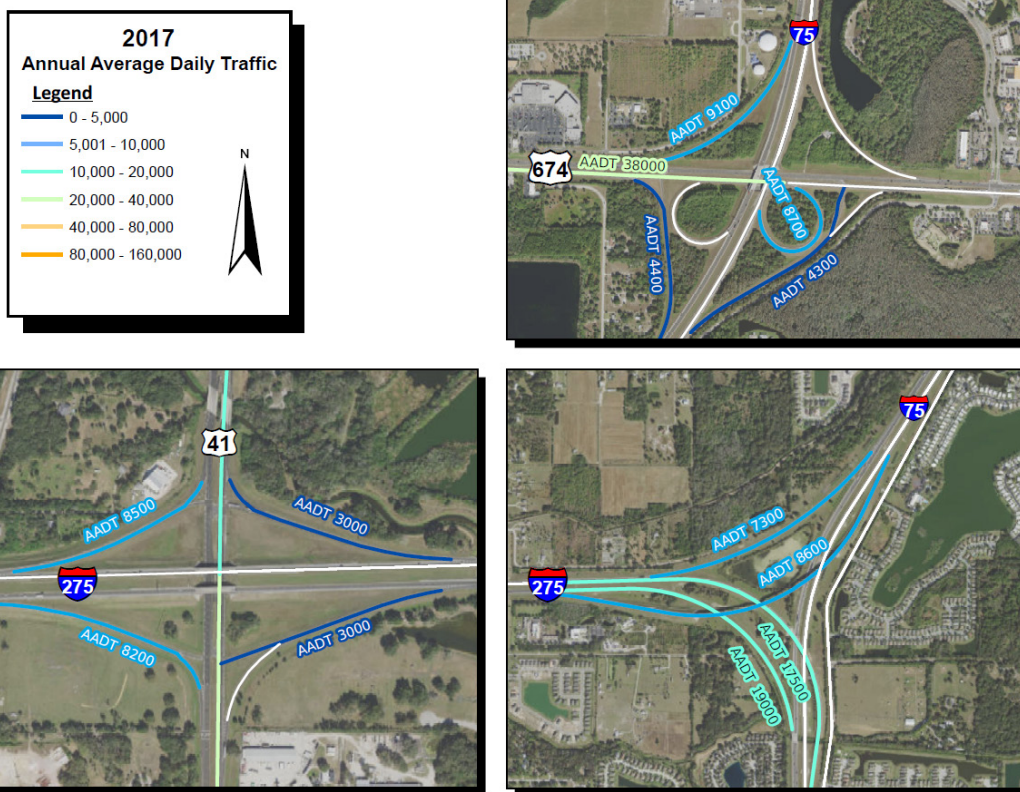 2017
Annual Average Daily Traffic
Legend
0 - 5,000
5,001 - 10,000
10,000 - 20,000
20,000 - 40,000
40,000 - 80,000
80,000 - 160,000
N
75
AADT 9100
674
AADT 38000
AADT 8700
AADT 4400
AADT 4300
41
AADT 8500
AADT 3000
275
AADT 8200
AADT 3000
75
AADT 7300
AADT 8600
275
AADT 17500
AADT 19000